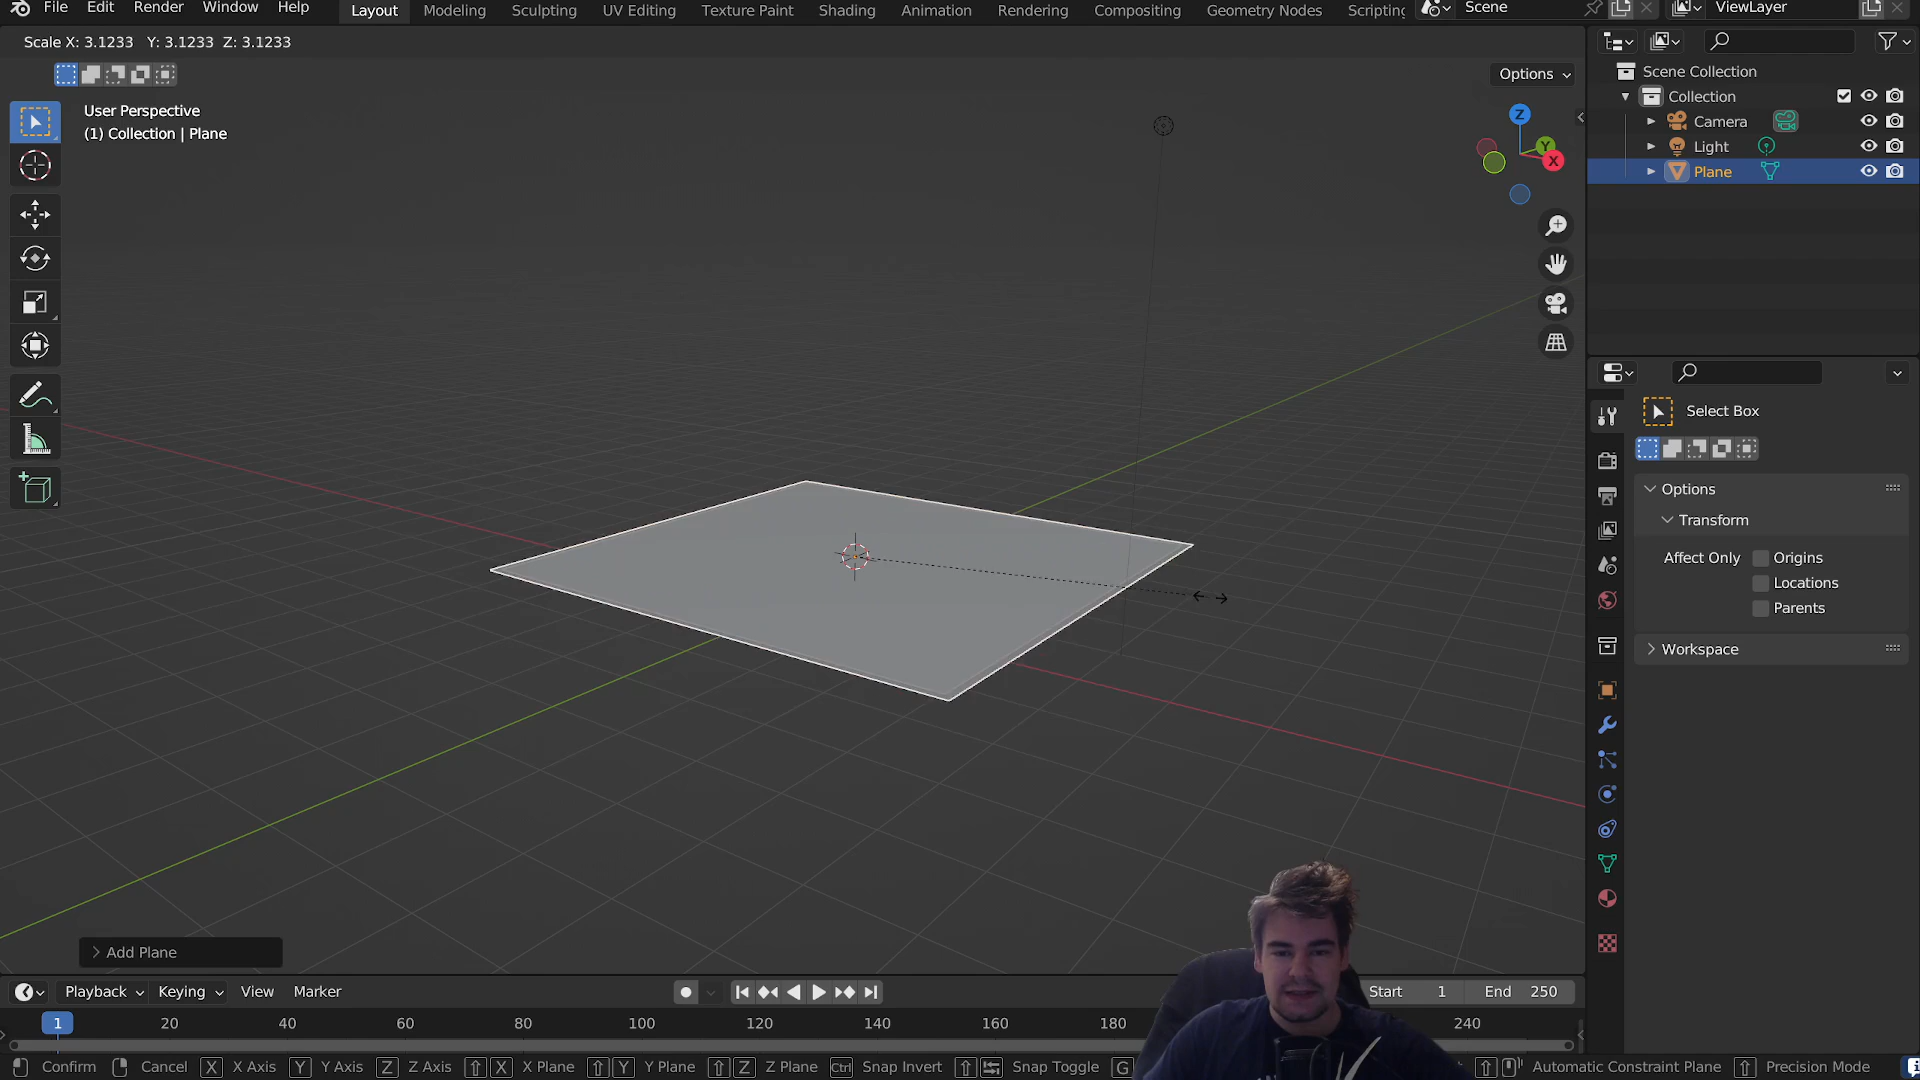 File Edit Render Window Help Layout Modeling Sculpting UV Editing Texture Paint Shading Animation Rendering Compositing Geometry Nodes Scripting Scene ViewLayer
Scale X: 3.1233 Y: 3.1233 Z: 3.1233
Options
User Perspective
(1) Collection | Plane
Z
Y
X
Scene Collection
Collection
Camera
Light
Plane
Select Box
Options
Transform
Affect Only Origins
Locations
Parents
Workspace
Add Plane
Playback Keying View Marker Start 1 End 250
1 20 40 60 80 100 120 140 160 180 240
Confirm Cancel X X Axis Y Y Axis Z Z Axis X X Plane Y Y Plane Z Z Plane Ctrl Snap Invert Snap Toggle G Automatic Constraint Plane Precision Mode